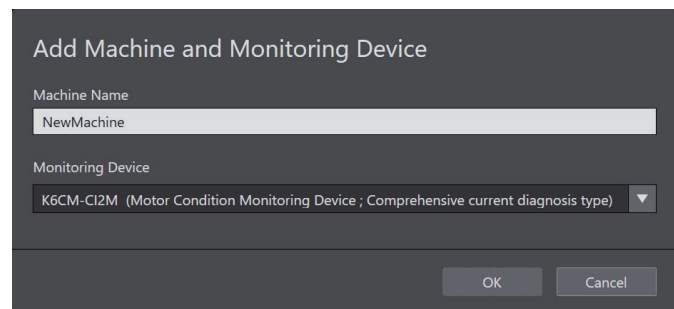 Add Machine and Monitoring Device
Machine Name
NewMachine
Monitoring Device
K6CM-CI2M (Motor Condition Monitoring Device ; Comprehensive current diagnosis type)
OK
Cancel